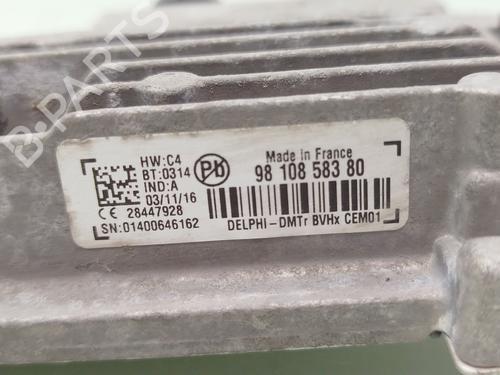 B-PARTS
HW:C4
BT:0314
IND:A
03/11/16
CE 28447928
SN:01400646162
Pb
Made in France
98 108 583 80
DELPHI-DMTr BVHx CEM01